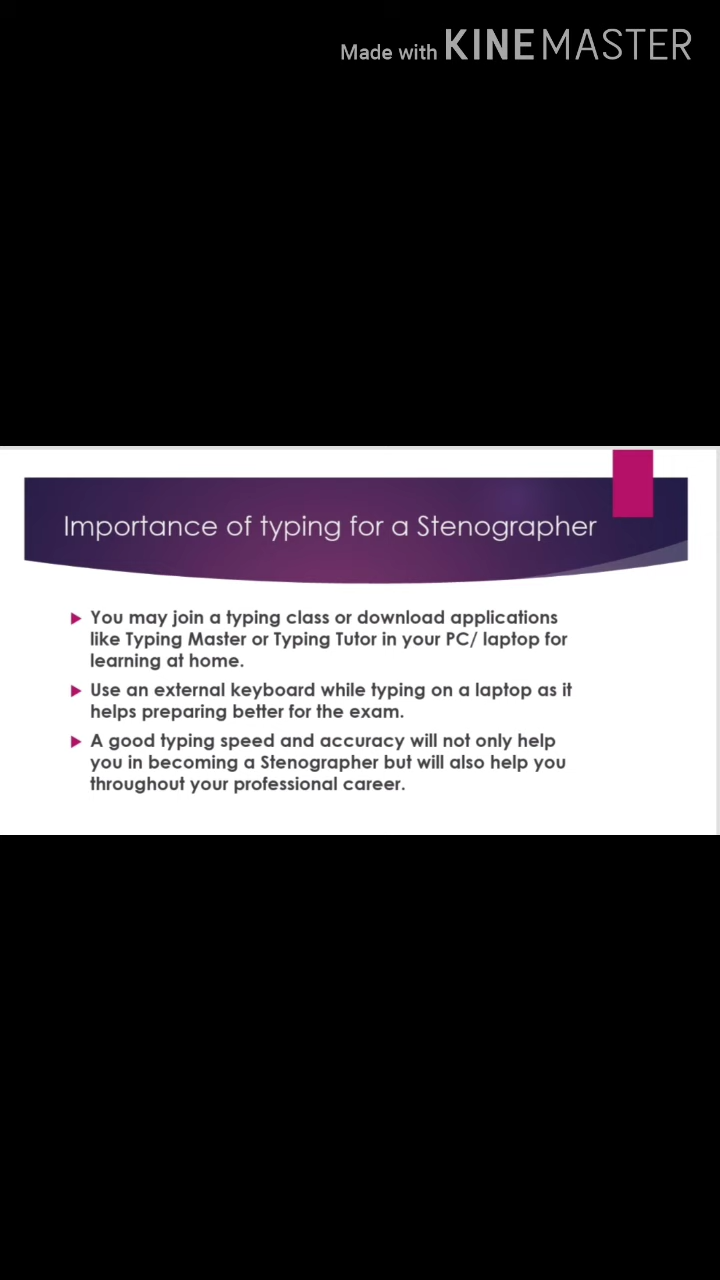 Made with KINEMASTER
Importance of typing for a Stenographer
You may join a typing class or download applications
like Typing Master or Typing Tutor in your PC/ laptop for
learning at home.
Use an external keyboard while typing on a laptop as it
helps preparing better for the exam.
A good typing speed and accuracy will not only help
you in becoming a Stenographer but will also help you
throughout your professional career.